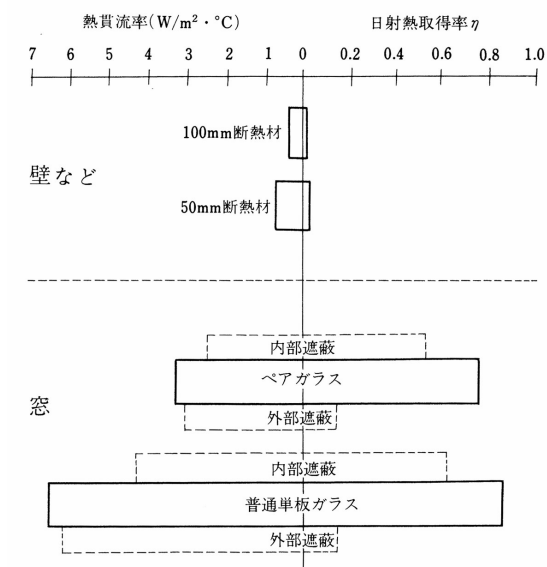 熱貫流率(W/m²・°C) 日射熱取得率η
7 6 5 4 3 2 1 0 0.2 0.4 0.6 0.8 1.0
100mm断熱材
壁など
50mm断熱材
内部遮蔽
ペアガラス
窓
外部遮蔽
内部遮蔽
普通単板ガラス
外部遮蔽